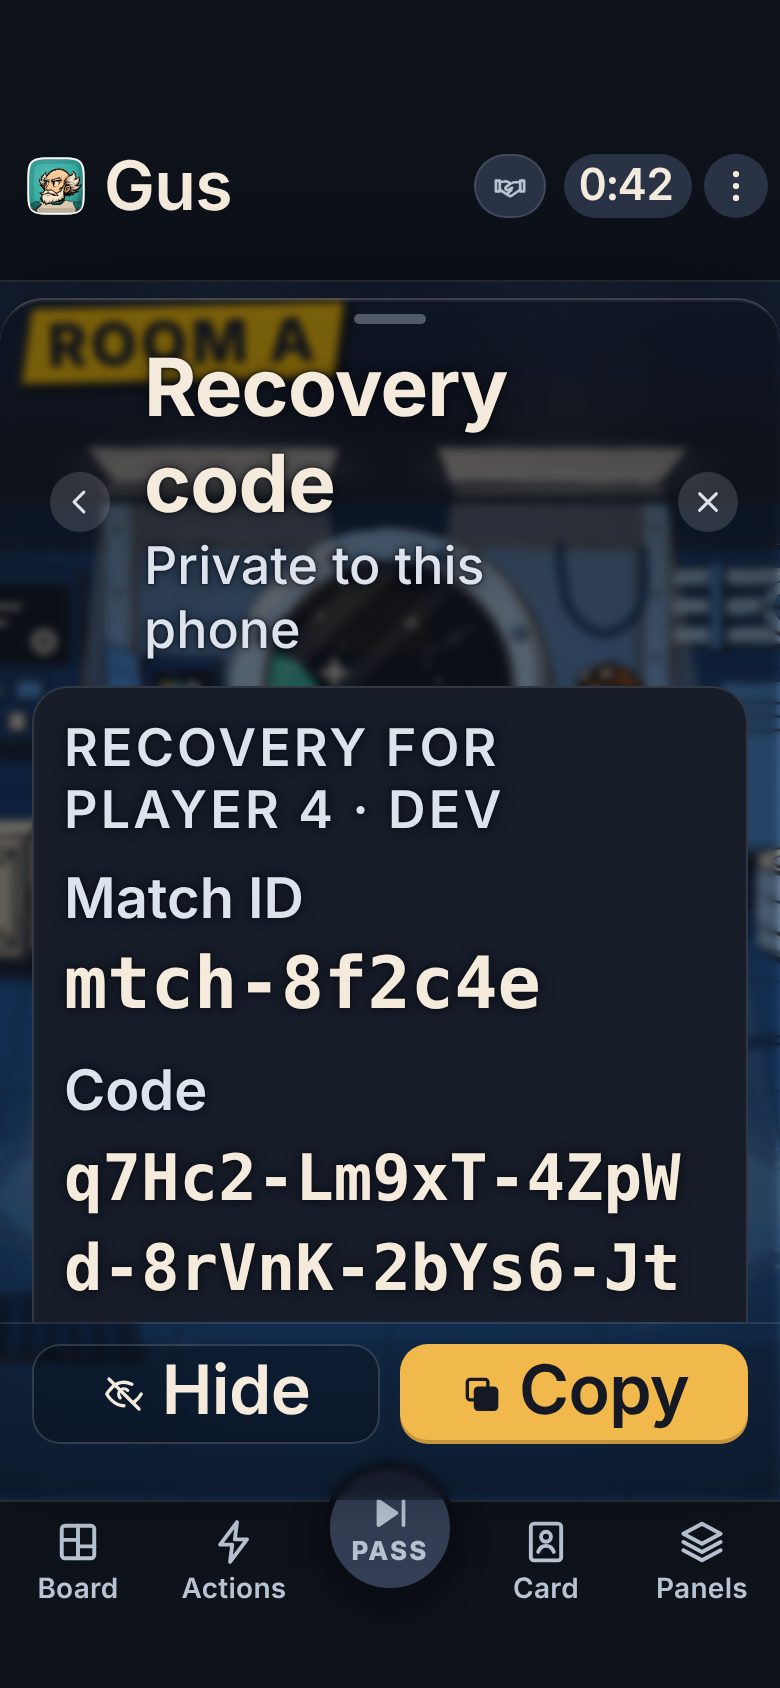 Gus
0:42
ROOM A
Recovery
code
Private to this
phone
RECOVERY FOR
PLAYER 4 · DEV
Match ID
mtch-8f2c4e
Code
q7Hc2-Lm9xT-4ZpW
d-8rVnK-2bYs6-Jt
Hide
Copy
PASS
Board
Actions
Card
Panels